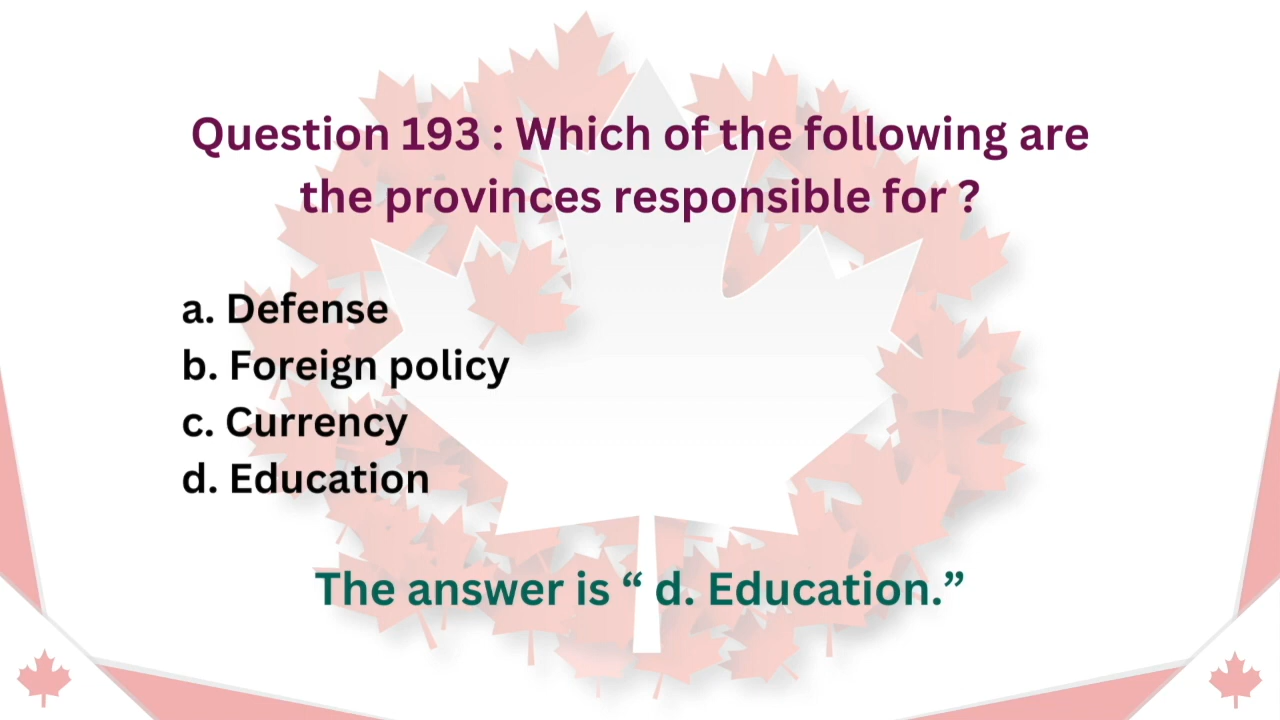 Question 193 : Which of the following are
the provinces responsible for ?
a. Defense
b. Foreign policy
c. Currency
d. Education
The answer is “ d. Education.”